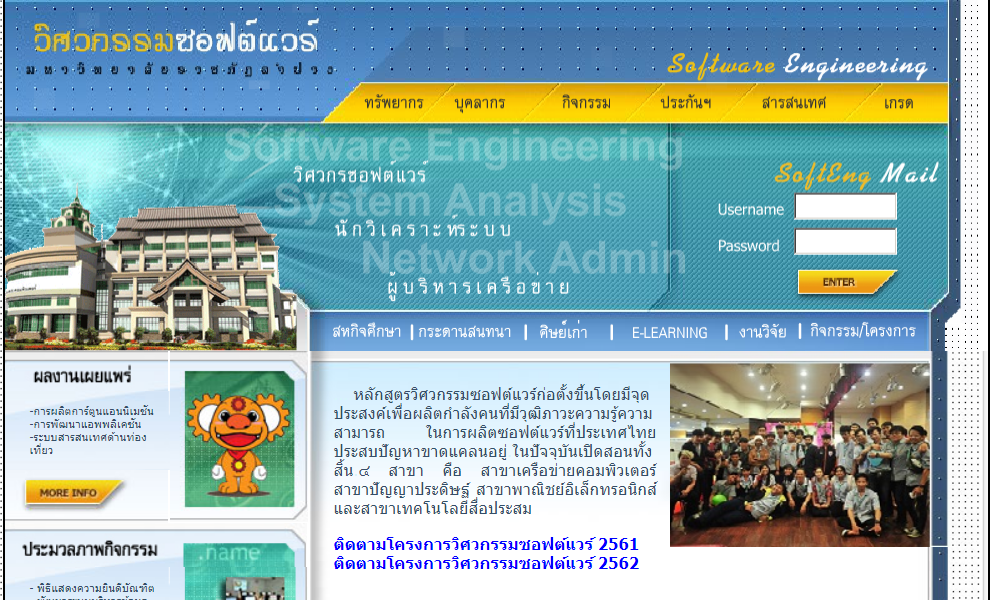 วิศวกรรมซอฟต์แวร์
มหาวิทยาลัยราชภัฏลำปาง
Software Engineering
ทรัพยากร บุคลากร กิจกรรม ประกันฯ สารสนเทศ เกรด
Software Engineering
วิศวกรซอฟต์แวร์
System Analysis
นักวิเคราะห์ระบบ
Network Admin
ผู้บริหารเครือข่าย
SoftEng Mail
Username
Password
ENTER
สหกิจศึกษา | กระดานสนทนา | ศิษย์เก่า | E-LEARNING | งานวิจัย | กิจกรรม/โครงการ
ผลงานเผยแพร่
-การผลิตการ์ตูนแอนนิเมชัน
-การพัฒนาแอพพลิเคชัน
-ระบบสารสนเทศด้านท่อง
เที่ยว
MORE INFO
ประมวลภาพกิจกรรม
.name
- พิธีแสดงความยินดีบัณฑิต
หลักสูตรวิศวกรรมซอฟต์แวร์ก่อตั้งขึ้นโดยมีจุด
ประสงค์เพื่อผลิตกำลังคนที่มีวุฒิภาวะความรู้ความ
สามารถ ในการผลิตซอฟต์แวร์ที่ประเทศไทย
ประสบปัญหาขาดแคลนอยู่ ในปัจจุบันเปิดสอนทั้ง
สิ้น ๔ สาขา คือ สาขาเครือข่ายคอมพิวเตอร์
สาขาปัญญาประดิษฐ์ สาขาพาณิชย์อิเล็กทรอนิกส์
และสาขาเทคโนโลยีสื่อประสม
ติดตามโครงการวิศวกรรมซอฟต์แวร์ 2561
ติดตามโครงการวิศวกรรมซอฟต์แวร์ 2562